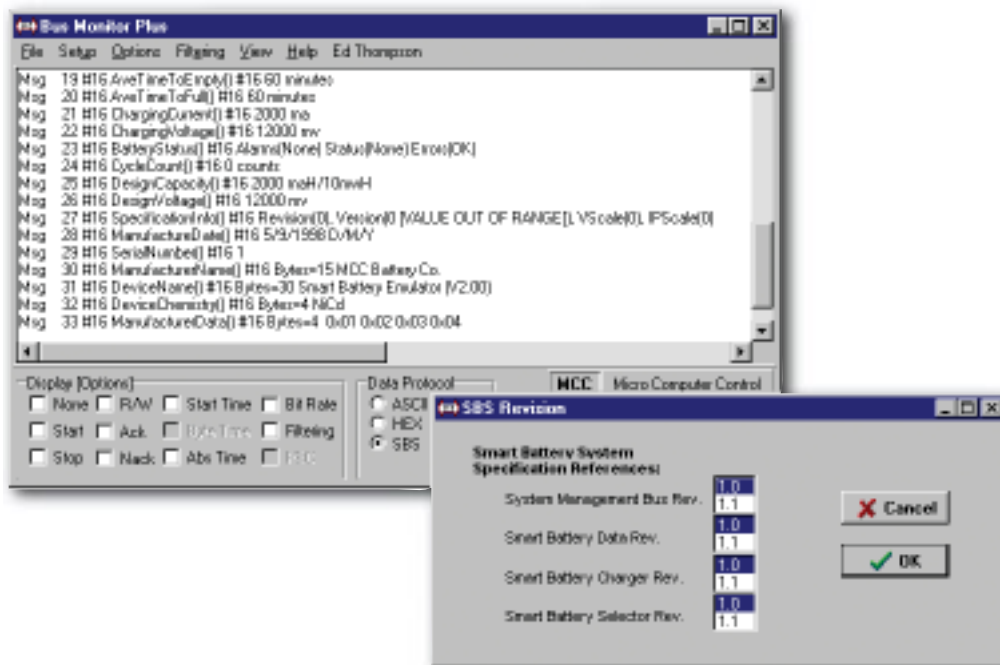 Bus Monitor Plus
File Setup Options Filtering View Help Ed Thompson
Msg 19 #16 AveTimeToEmpty() #16 60 minutes
Msg 20 #16 AveTimeToFull() #16 60 minutes
Msg 21 #16 ChargingCurrent() #16 2000 ma
Msg 22 #16 ChargingVoltage() #16 12000 mv
Msg 23 #16 BatteryStatus() #16 Alarms(None) Status(None) Errors(OK)
Msg 24 #16 CycleCount() #16 0 counts
Msg 25 #16 DesignCapacity() #16 2000 maH/10mwH
Msg 26 #16 DesignVoltage() #16 12000 mv
Msg 27 #16 SpecificationInfo() #16 Revision(0), Version(0 [VALUE OUT OF RANGE]), VScale(0), IPScale(0)
Msg 28 #16 ManufactureDate() #16 5/9/1998 D/M/Y
Msg 29 #16 SerialNumber() #16 1
Msg 30 #16 ManufacturerName() #16 Bytes=15 MCC Battery Co.
Msg 31 #16 DeviceName() #16 Bytes=30 Smart Battery Emulator (V2.00)
Msg 32 #16 DeviceChemistry() #16 Bytes=4 NiCd
Msg 33 #16 ManufactureData() #16 Bytes=4 0x01 0x02 0x03 0x04
Display [Options]
None R/W Start Time Bit Rate
Start Ack Byte Time Filtering
Stop Nack Abs Time
Data Protocol
ASCII
HEX
SBS
MCC Micro Computer Control
SBS Revision
Smart Battery System
Specification References:
System Management Bus Rev. 1.0 1.1
Smart Battery Data Rev. 1.0 1.1
Smart Battery Charger Rev. 1.0 1.1
Smart Battery Selector Rev. 1.0 1.1
Cancel
OK